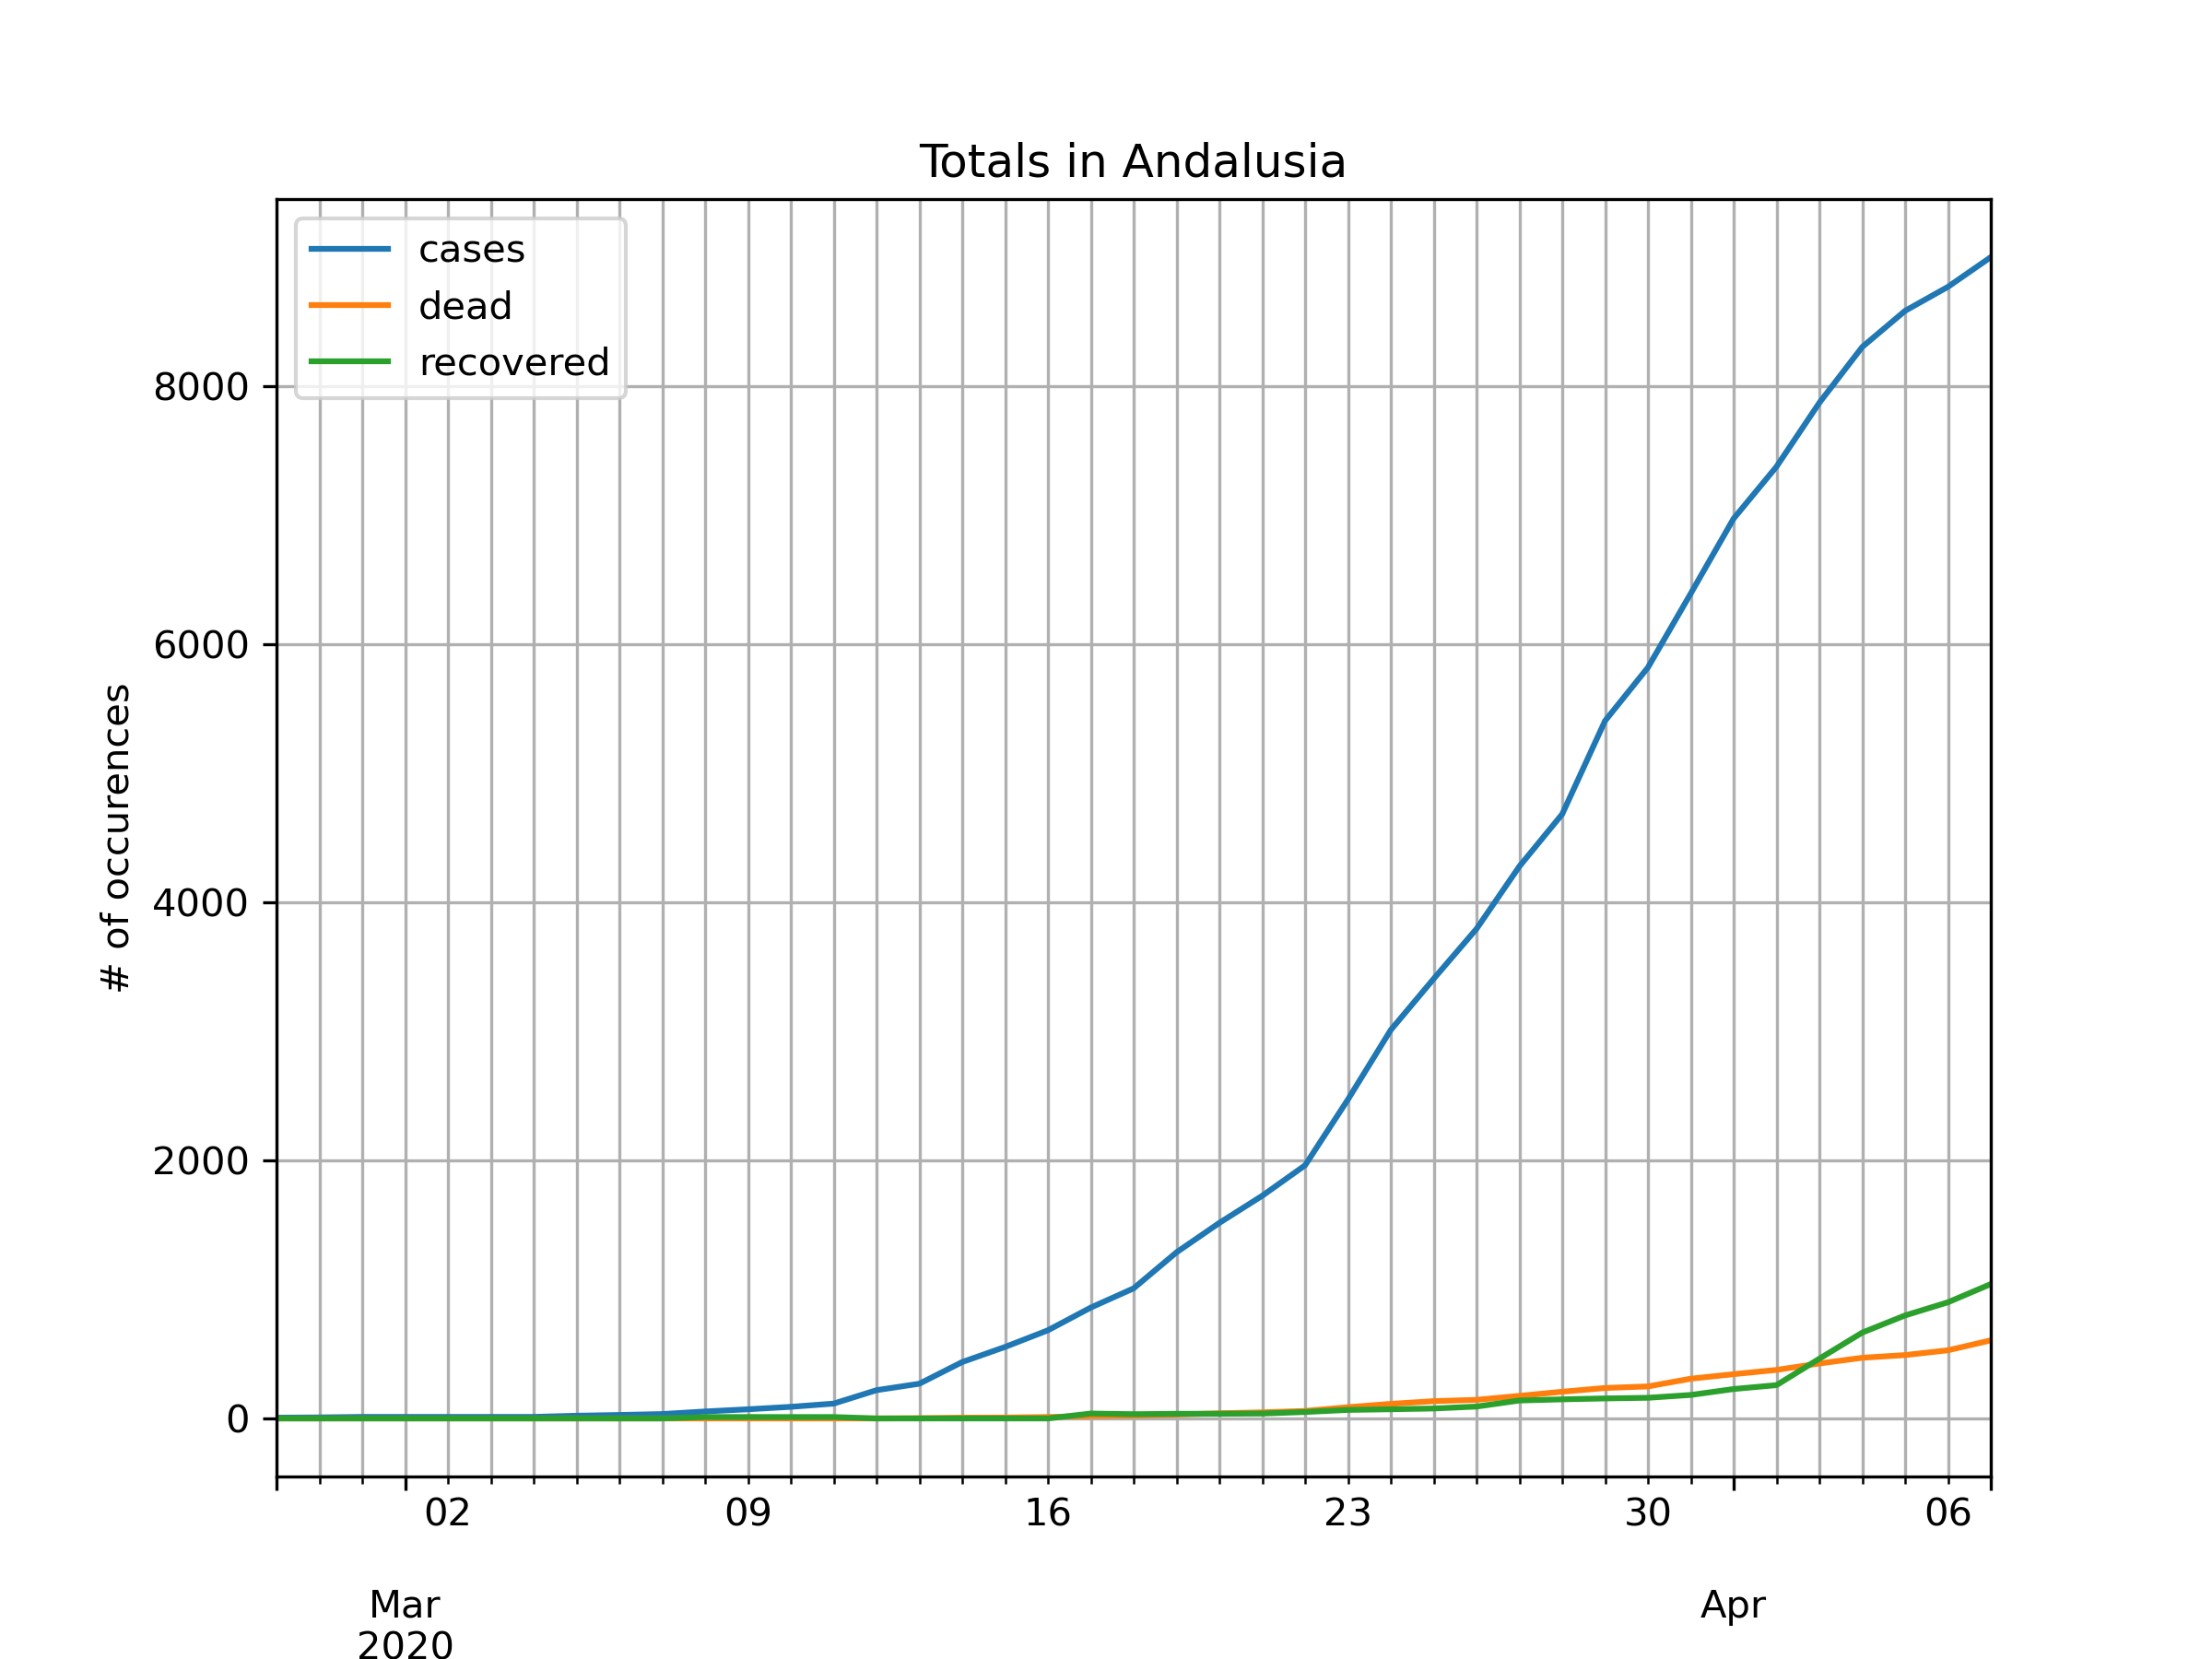 Totals in Andalusia
cases
dead
recovered
8000
6000
4000
2000
0
# of occurences
02 09 16 23 30 06
Mar Apr
2020